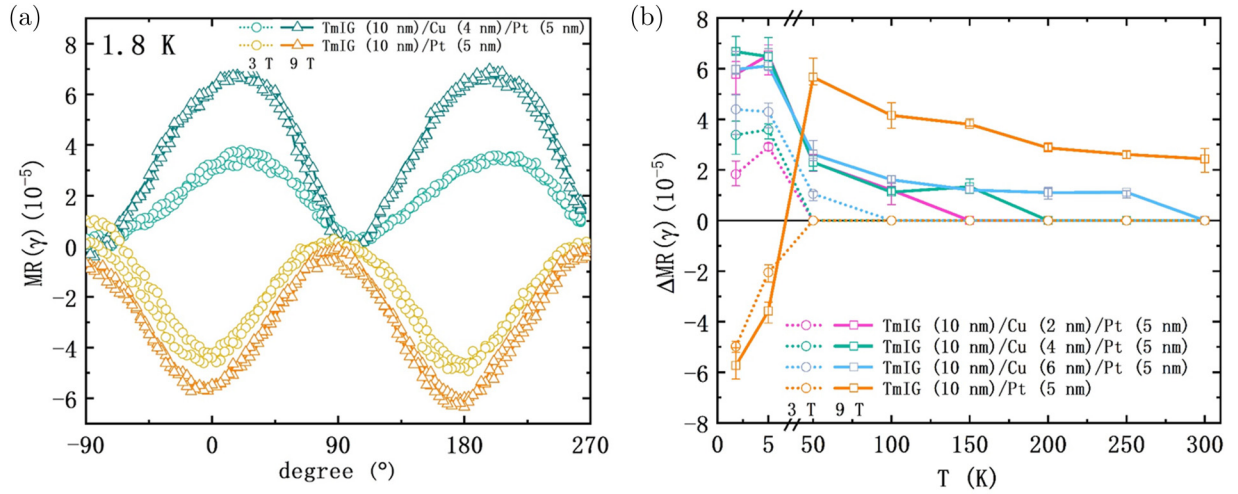 (a)
1.8 K
TmIG (10 nm)/Cu (4 nm)/Pt (5 nm)
TmIG (10 nm)/Pt (5 nm)
3 T 9 T
MR(γ) (10⁻⁵)
8
6
4
2
0
−2
−4
−6
−90
0
90
180
270
degree (°)
(b)
ΔMR(γ) (10⁻⁵)
8
6
4
2
0
−2
−4
−6
−8
TmIG (10 nm)/Cu (2 nm)/Pt (5 nm)
TmIG (10 nm)/Cu (4 nm)/Pt (5 nm)
TmIG (10 nm)/Cu (6 nm)/Pt (5 nm)
TmIG (10 nm)/Pt (5 nm)
3 T 9 T
0
5
50
100
150
200
250
300
T (K)